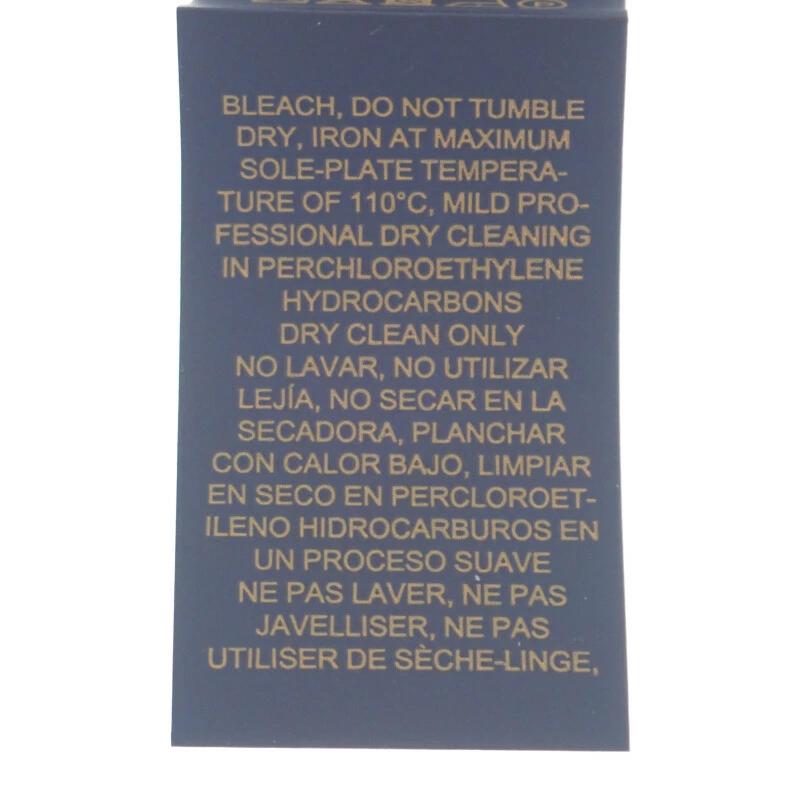 BLEACH, DO NOT TUMBLE
DRY, IRON AT MAXIMUM
SOLE-PLATE TEMPERA-
TURE OF 110°C, MILD PRO-
FESSIONAL DRY CLEANING
IN PERCHLOROETHYLENE
HYDROCARBONS
DRY CLEAN ONLY
NO LAVAR, NO UTILIZAR
LEJÍA, NO SECAR EN LA
SECADORA, PLANCHAR
CON CALOR BAJO, LIMPIAR
EN SECO EN PERCLOROET-
ILENO HIDROCARBUROS EN
UN PROCESO SUAVE
NE PAS LAVER, NE PAS
JAVELLISER, NE PAS
UTILISER DE SÈCHE-LINGE,